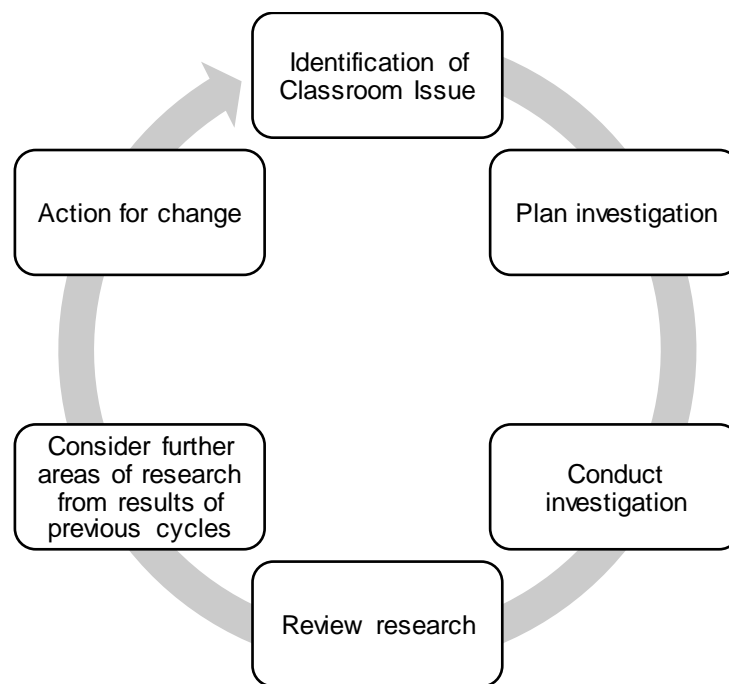 Identification of
Classroom Issue
Plan investigation
Conduct
investigation
Review research
Consider further
areas of research
from results of
previous cycles
Action for change